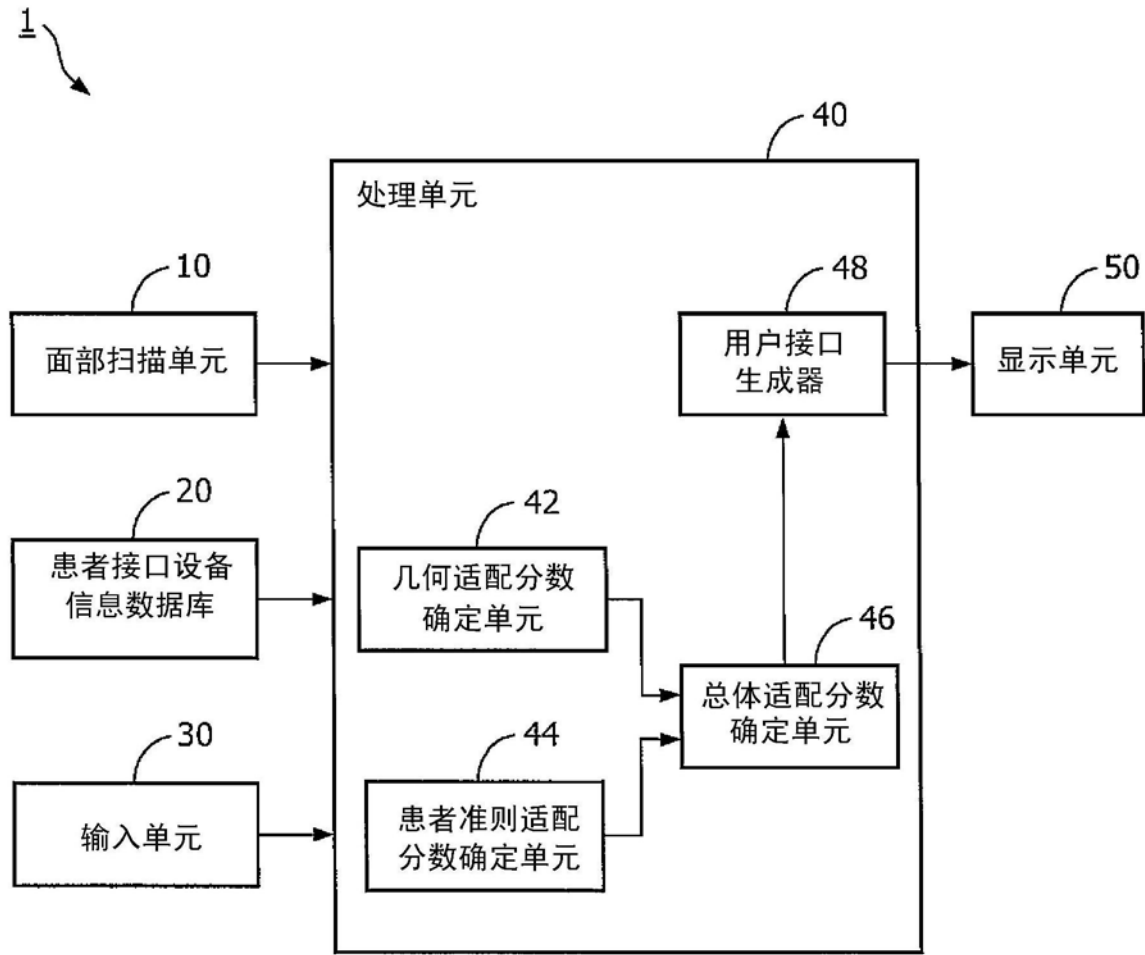 1
40
处理单元
10
面部扫描单元
48
用户接口
生成器
50
显示单元
20
患者接口设备
信息数据库
42
几何适配分数
确定单元
46
总体适配分数
确定单元
30
输入单元
44
患者准则适配
分数确定单元